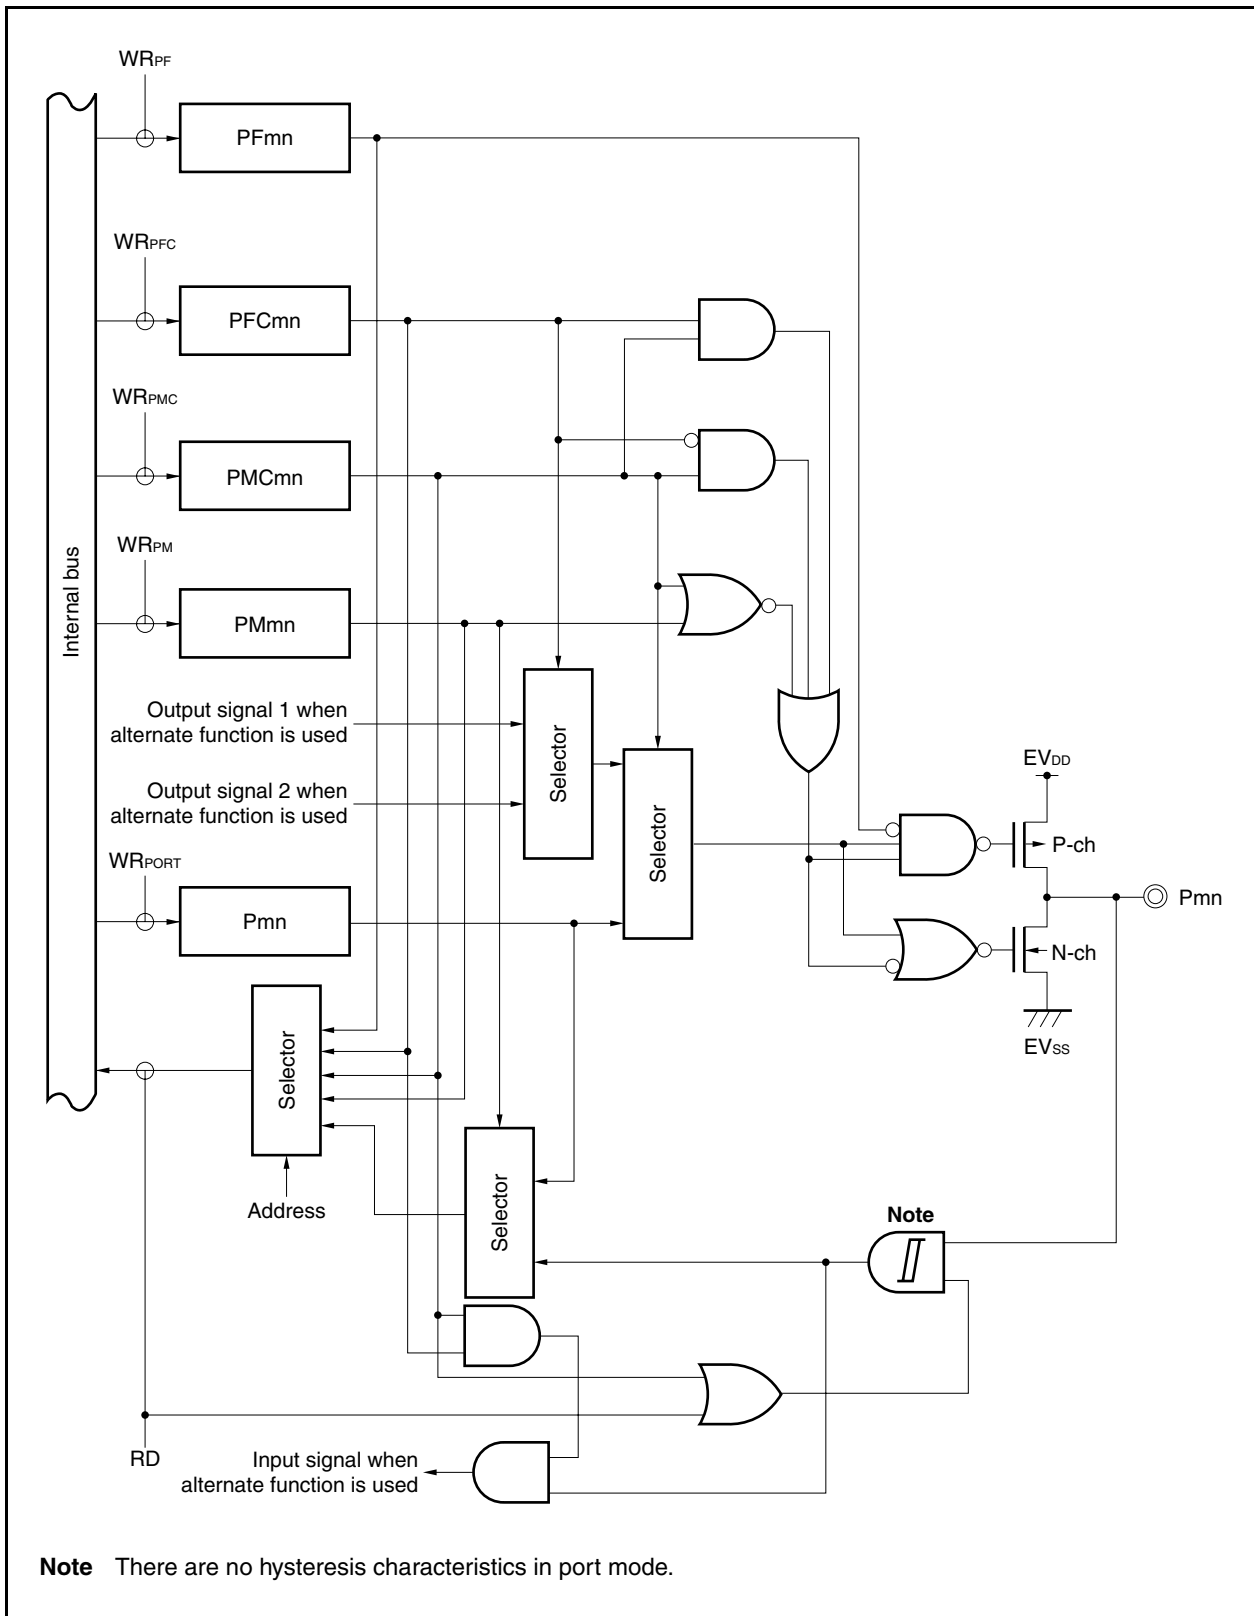 WRPF
PFmn
WRPFC
PFCmn
WRPMC
PMCmn
WRPM
PMmn
Internal bus
Output signal 1 when
alternate function is used
Output signal 2 when
alternate function is used
Selector
Selector
EVDD
P-ch
WRPORT
Pmn
Pmn
N-ch
EVSS
Selector
Address
Selector
Note
RD
Input signal when
alternate function is used
Note There are no hysteresis characteristics in port mode.